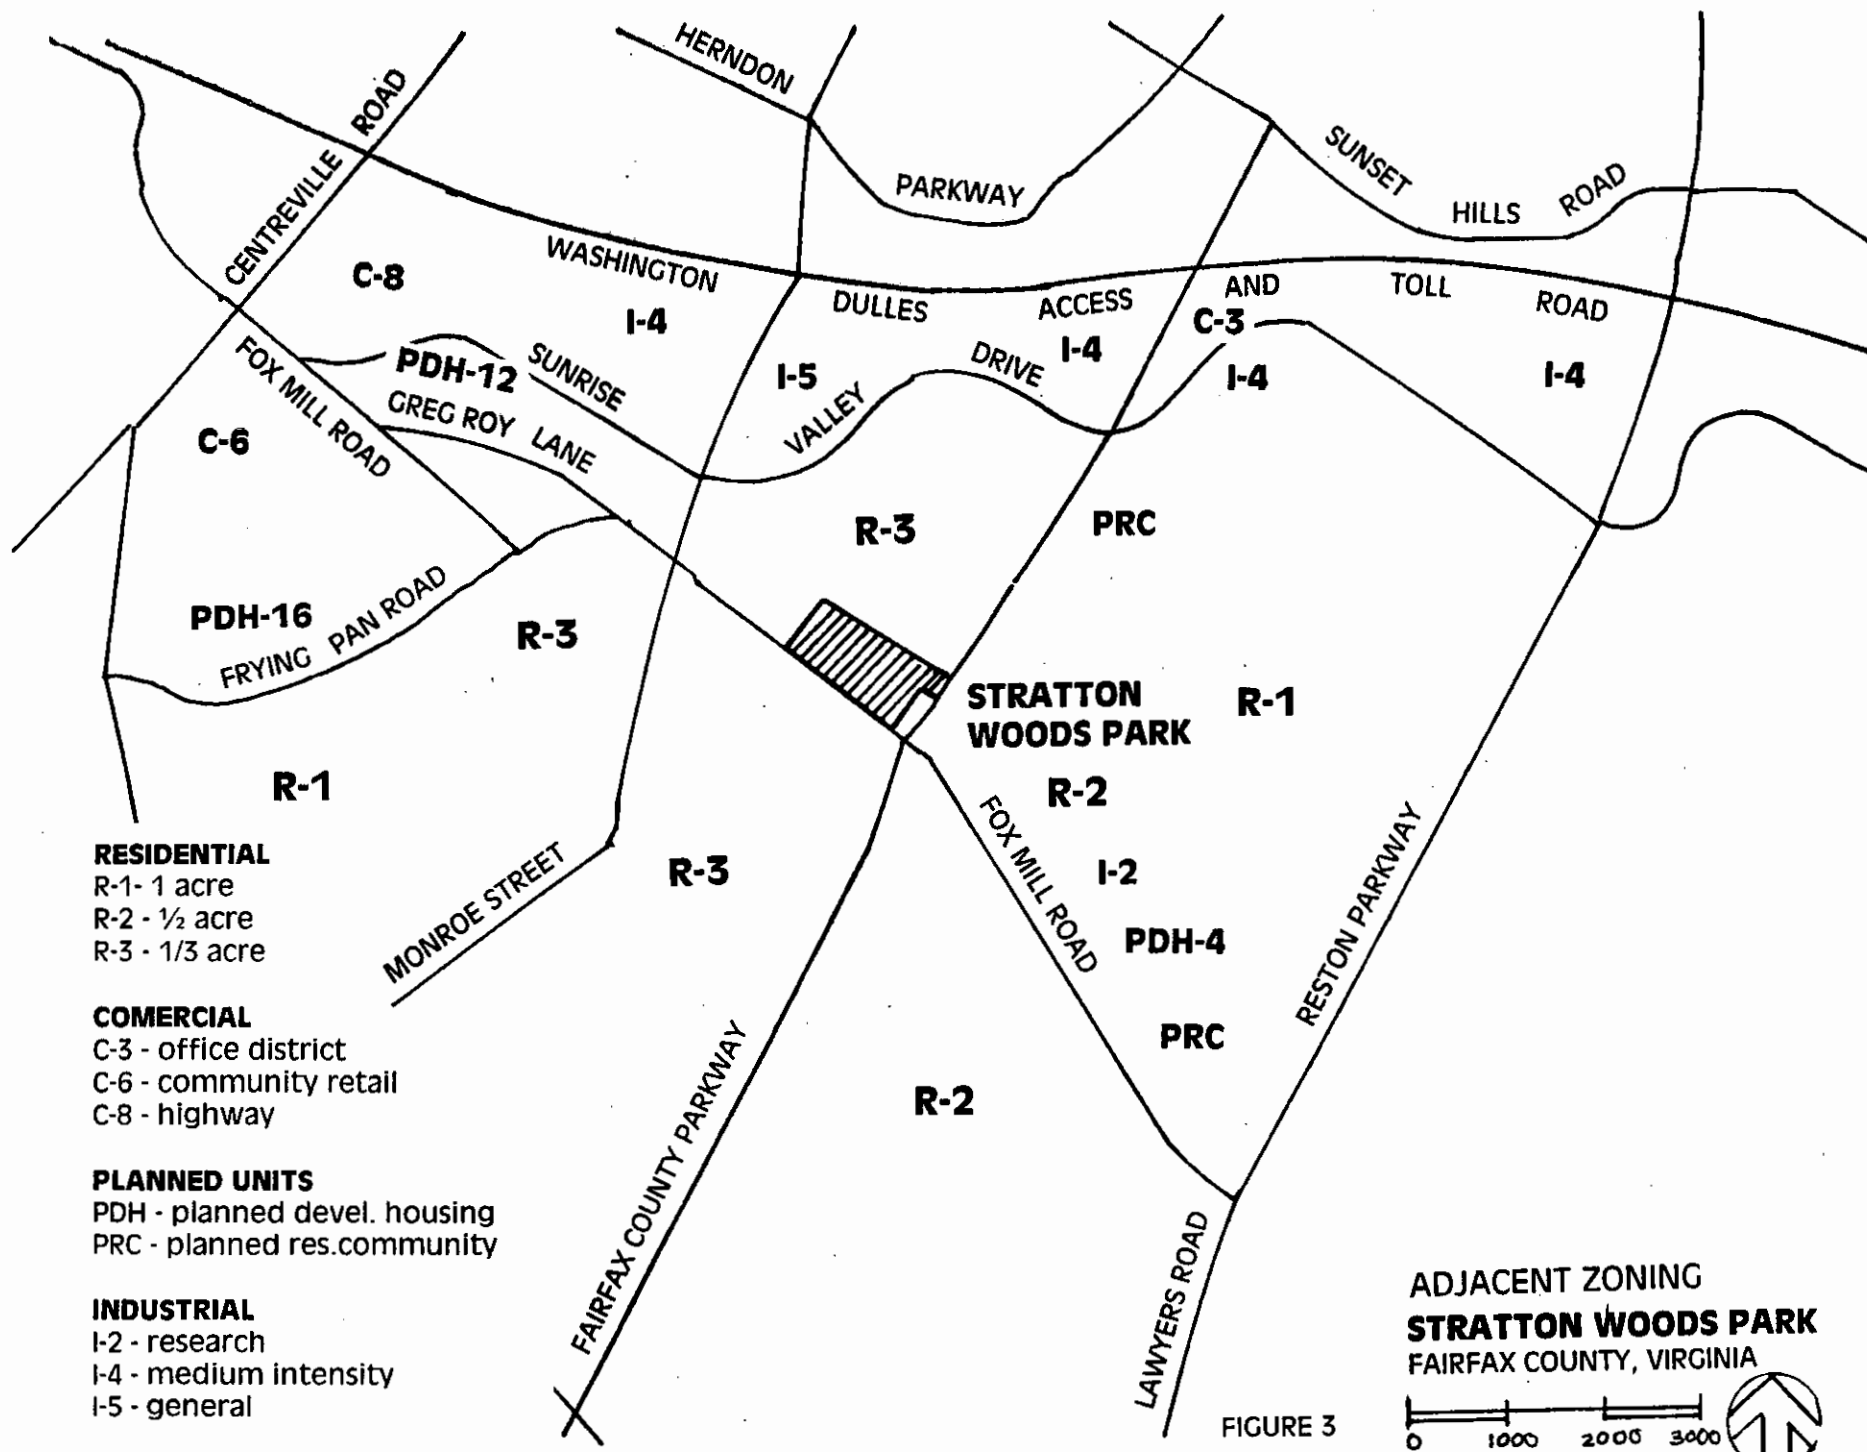 HERNDON
PARKWAY
CENTREVILLE ROAD
SUNSET HILLS ROAD
WASHINGTON DULLES ACCESS AND TOLL ROAD
C-8
I-4
C-3
I-4
I-4
I-4
I-5
PDH-12
SUNRISE VALLEY DRIVE
FOX MILL ROAD
GREG ROY LANE
C-6
R-3
PRC
PDH-16
FRYING PAN ROAD
R-3
STRATTON
WOODS PARK
R-1
R-1
R-2
FOX MILL ROAD
I-2
R-3
MONROE STREET
PDH-4
RESTON PARKWAY
PRC
R-2
FAIRFAX COUNTY PARKWAY
LAWYERS ROAD
RESIDENTIAL
R-1- 1 acre
R-2 - ½ acre
R-3 - 1/3 acre
COMERCIAL
C-3 - office district
C-6 - community retail
C-8 - highway
PLANNED UNITS
PDH - planned devel. housing
PRC - planned res.community
INDUSTRIAL
I-2 - research
I-4 - medium intensity
I-5 - general
ADJACENT ZONING
STRATTON WOODS PARK
FAIRFAX COUNTY, VIRGINIA
FIGURE 3
0 1000 2000 3000